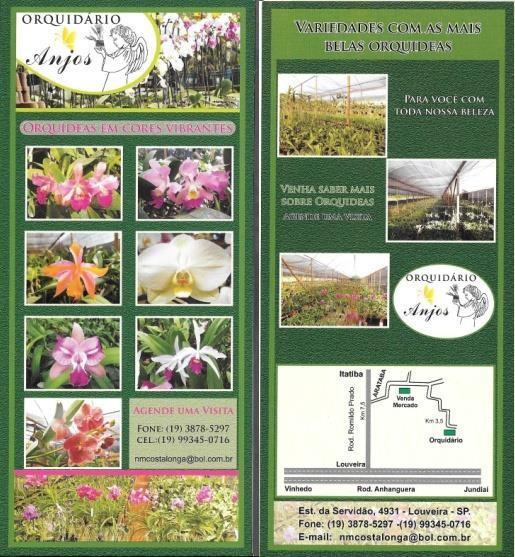 ORQUIDÁRIO
Anjos
ORQUIDEAS EM CORES VIBRANTES
AGENDE UMA VISITA
FONE: (19) 3878-5297
CEL.:(19) 99345-0716
nmcostalonga@bol.com.br
VARIEDADES COM AS MAIS
BELAS ORQUIDEAS
PARA VOCÊ COM
TODA NOSSA BELEZA
VENHA SABER MAIS
SOBRE ORQUIDEAS
AGENDE UMA VISITA
ORQUIDÁRIO
Anjos
Itatiba
ARATABA
Rod. Romildo Prado
Km 7,5
Venda
Mercado
Km 3,5
Orquidário
Louveira
Vinhedo Rod. Anhanguera Jundiai
Est. da Servidão, 4931 - Louveira - SP.
Fone: (19) 3878-5297 -(19) 99345-0716
E-mail: nmcostalonga@bol.com.br